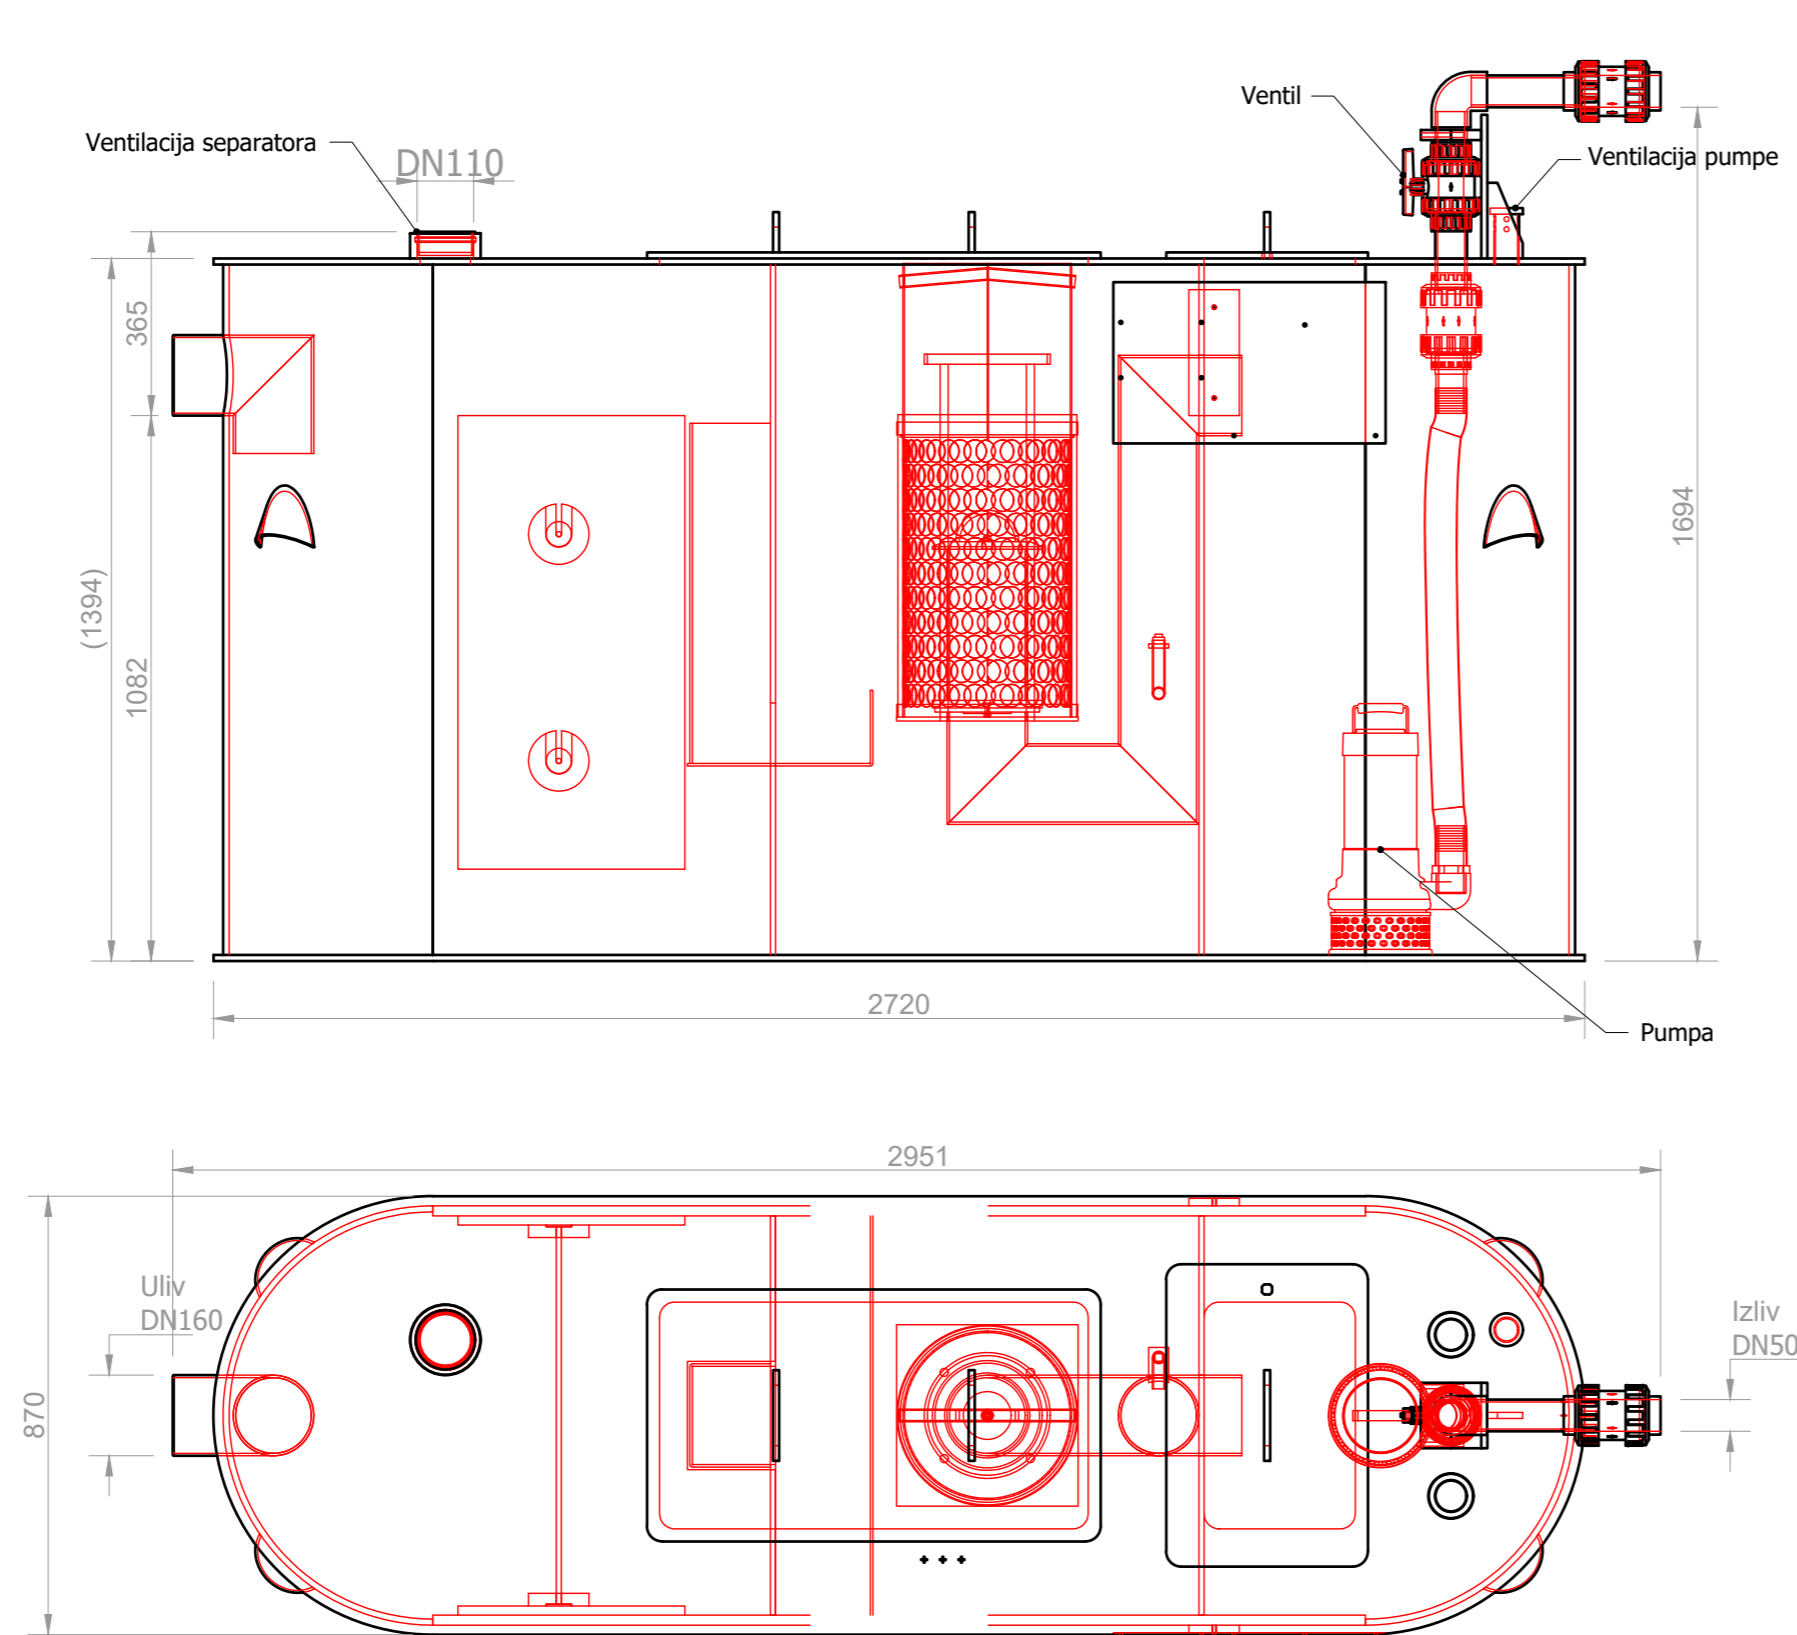 Ventil
Ventilacija separatora
DN110
Ventilacija pumpe
365
(1394)
1082
1694
2720
Pumpa
2951
Uliv
DN160
870
Izliv
DN50